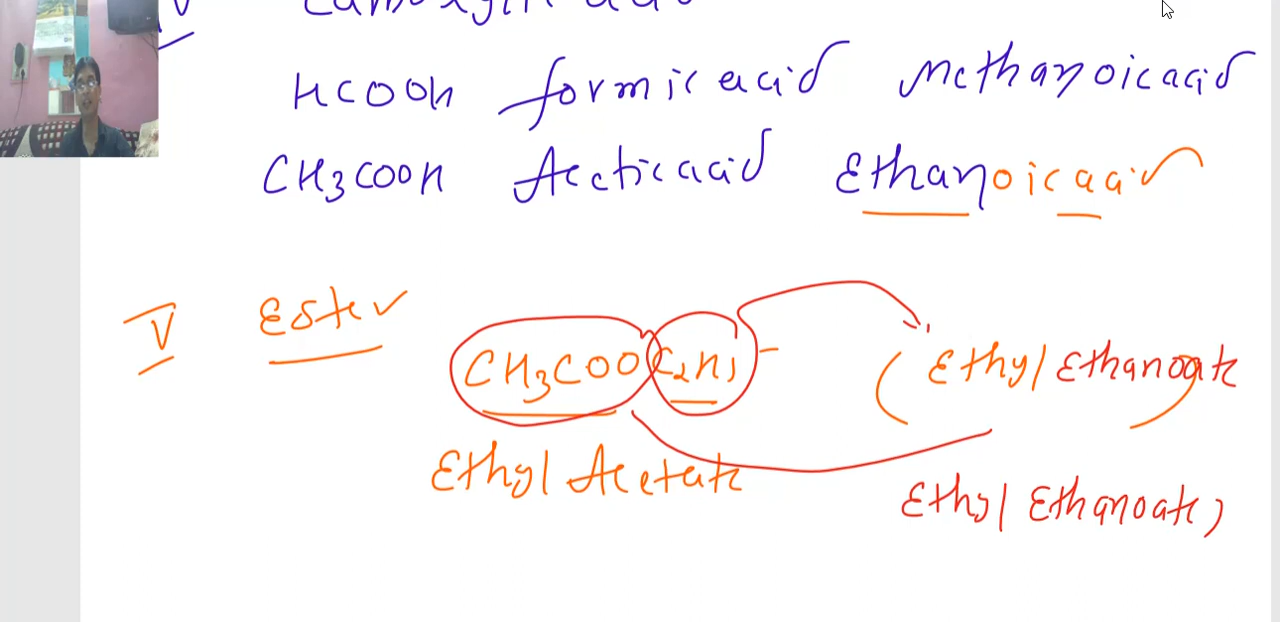 HCOOH formic acid Methanoic acid
CH3COOH Acetic acid Ethanoic acid
V Ester
CH3COOC2H5 (Ethyl Ethanoate)
Ethyl Acetate
Ethyl Ethanoate)